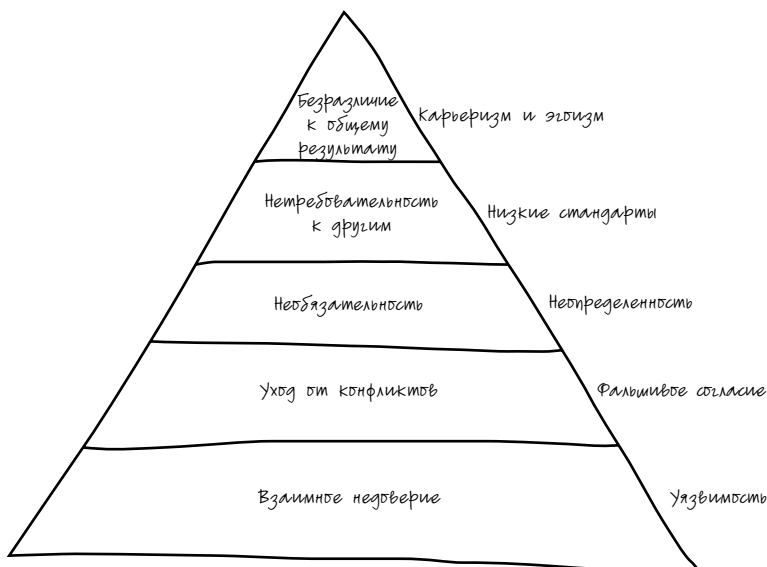 Безразличие
к общему
результату
Карьеризм и эгоизм
Нетребовательность
к другим
Низкие стандарты
Необязательность
Неопределенность
Уход от конфликтов
Фальшивое согласие
Взаимное недоверие
Уязвимость